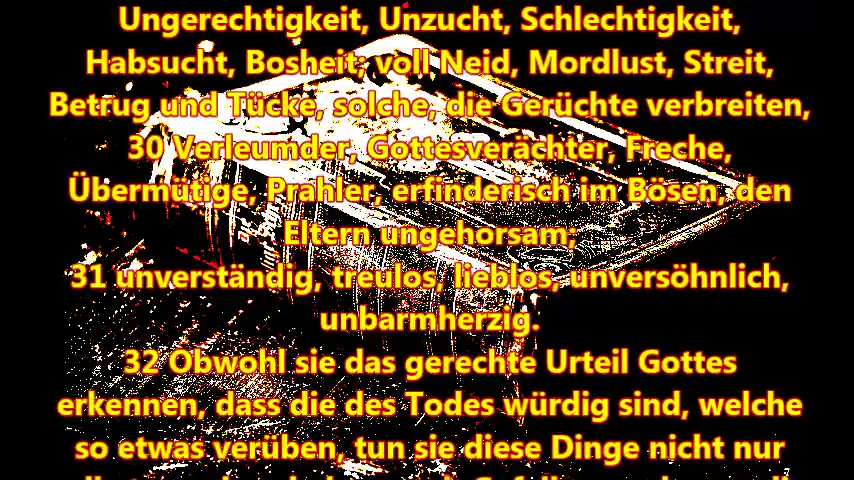 Ungerechtigkeit, Unzucht, Schlechtigkeit,
Habsucht, Bosheit; voll Neid, Mordlust, Streit,
Betrug und Tücke, solche, die Gerüchte verbreiten,
30 Verleumder, Gottesverächter, Freche,
Übermütige, Prahler, erfinderisch im Bösen, den
Eltern ungehorsam;
31 unverständig, treulos, lieblos, unversöhnlich,
unbarmherzig.
32 Obwohl sie das gerechte Urteil Gottes
erkennen, dass die des Todes würdig sind, welche
so etwas verüben, tun sie diese Dinge nicht nur